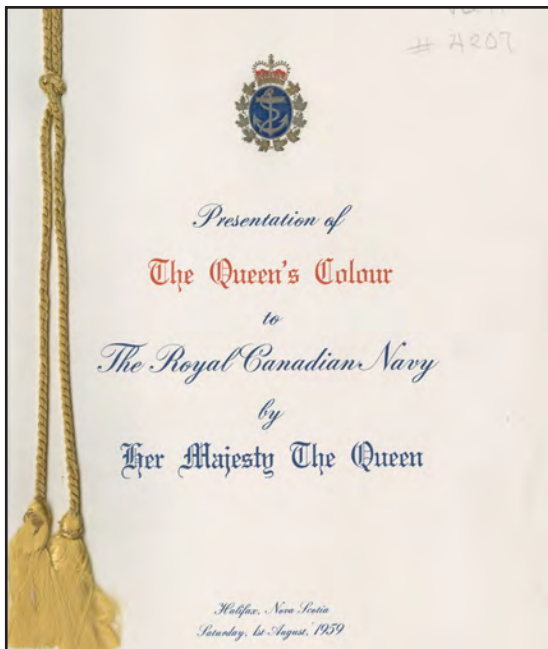 # 4207
Presentation of
The Queen's Colour
to
The Royal Canadian Navy
by
Her Majesty The Queen
Halifax, Nova Scotia
Saturday, 1st August, 1959